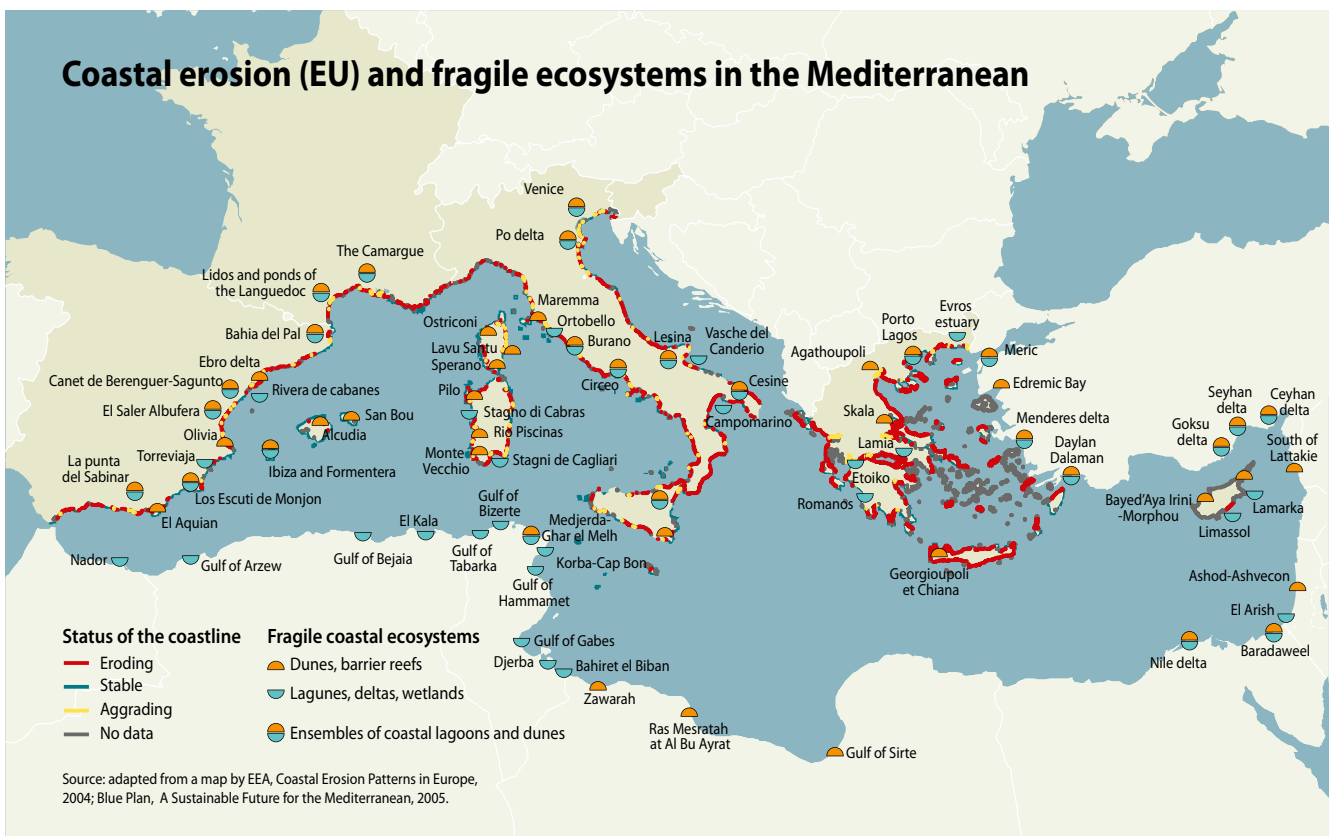 Coastal erosion (EU) and fragile ecosystems in the Mediterranean
Venice
Po delta
The Camargue
Lidos and ponds of
the Languedoc
Bahia del Pal
Ebro delta
Canet de Berenguer-Sagunto
Rivera de cabanes
El Saler Albufera
San Bou
Alcudia
Olivia
Torreviaja
Ibiza and Formentera
La punta
del Sabinar
Los Escuti de Monjon
El Aquian
Maremma
Ortobello
Ostriconi
Burano
Lavu Santu
Sperano
Circeo
Pilo
Stagno di Cabras
Rio Piscinas
Monte
Vecchio
Stagni de Cagliari
Lesina
Vasche del
Canderio
Cesine
Campomarino
Agathoupoli
Porto
Lagos
Evros
estuary
Meric
Edremic Bay
Skala
Menderes delta
Lamia
Daylan
Dalaman
Etoiko
Romanos
Georgioupoli
et Chiana
Seyhan
delta
Ceyhan
delta
Goksu
delta
South of
Lattakie
Bayed'Aya Irini
-Morphou
Lamarka
Limassol
Ashod-Ashvecon
El Arish
Baradaweel
Nile delta
Nador
Gulf of Arzew
Gulf of Bejaia
El Kala
Gulf of
Tabarka
Gulf of
Bizerte
Medjerda-
Ghar el Melh
Korba-Cap Bon
Gulf of
Hammamet
Gulf of Gabes
Djerba
Bahiret el Biban
Zawarah
Ras Mesratah
at Al Bu Ayrat
Gulf of Sirte
Status of the coastline
Eroding
Stable
Aggrading
No data
Fragile coastal ecosystems
Dunes, barrier reefs
Lagunes, deltas, wetlands
Ensembles of coastal lagoons and dunes
Source: adapted from a map by EEA, Coastal Erosion Patterns in Europe,
2004; Blue Plan, A Sustainable Future for the Mediterranean, 2005.